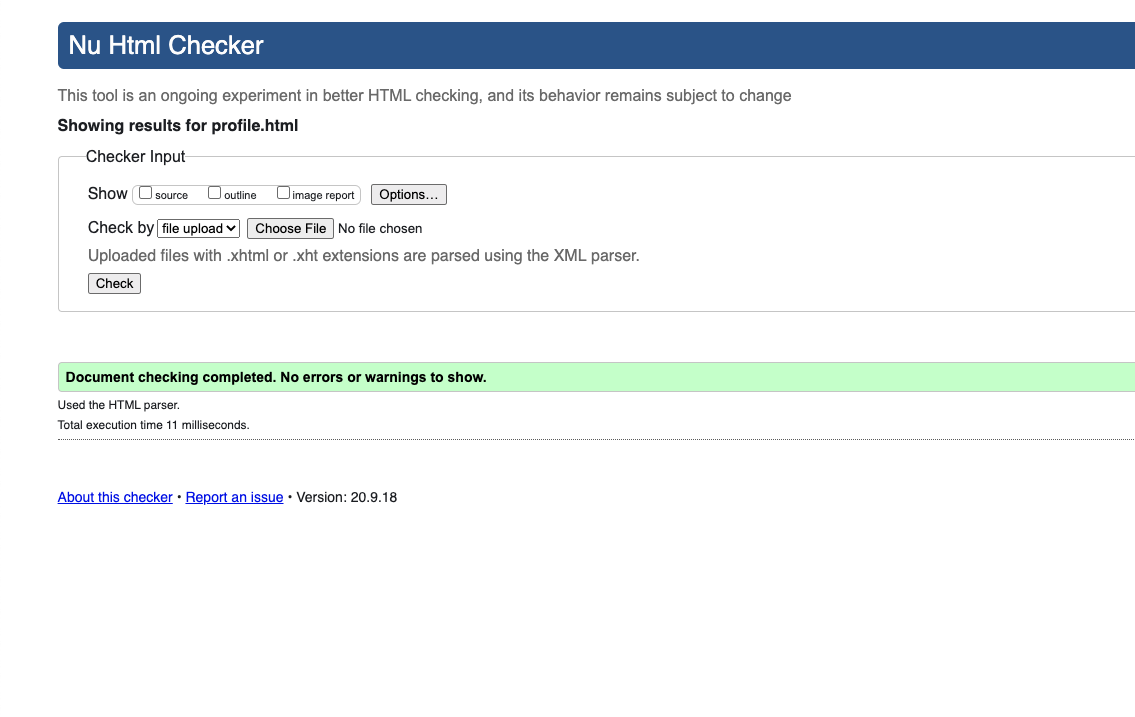 Nu Html Checker
This tool is an ongoing experiment in better HTML checking, and its behavior remains subject to change
Showing results for profile.html
Checker Input
Show source outline image report Options...
Check by file upload Choose File No file chosen
Uploaded files with .xhtml or .xht extensions are parsed using the XML parser.
Check
Document checking completed. No errors or warnings to show.
Used the HTML parser.
Total execution time 11 milliseconds.
About this checker • Report an issue • Version: 20.9.18